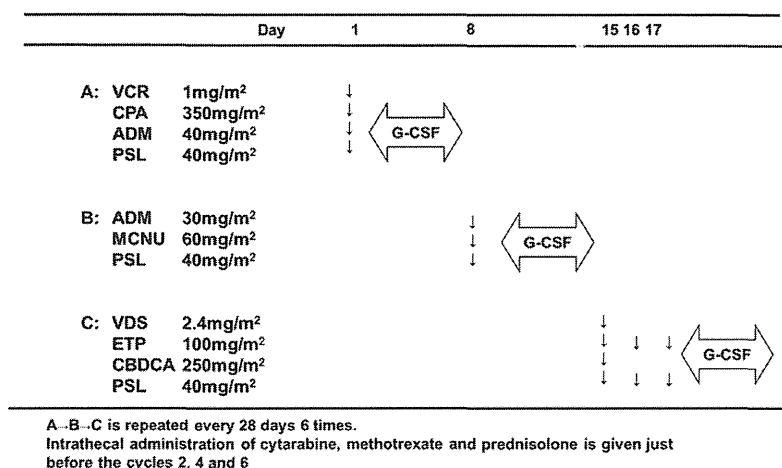 Day 1 8 15 16 17
A: VCR 1mg/m²
CPA 350mg/m²
ADM 40mg/m² G-CSF
PSL 40mg/m²
B: ADM 30mg/m²
MCNU 60mg/m² G-CSF
PSL 40mg/m²
C: VDS 2.4mg/m²
ETP 100mg/m²
CBDCA 250mg/m² G-CSF
PSL 40mg/m²
A→B→C is repeated every 28 days 6 times.
Intrathecal administration of cytarabine, methotrexate and prednisolone is given just
before the cycles 2, 4 and 6